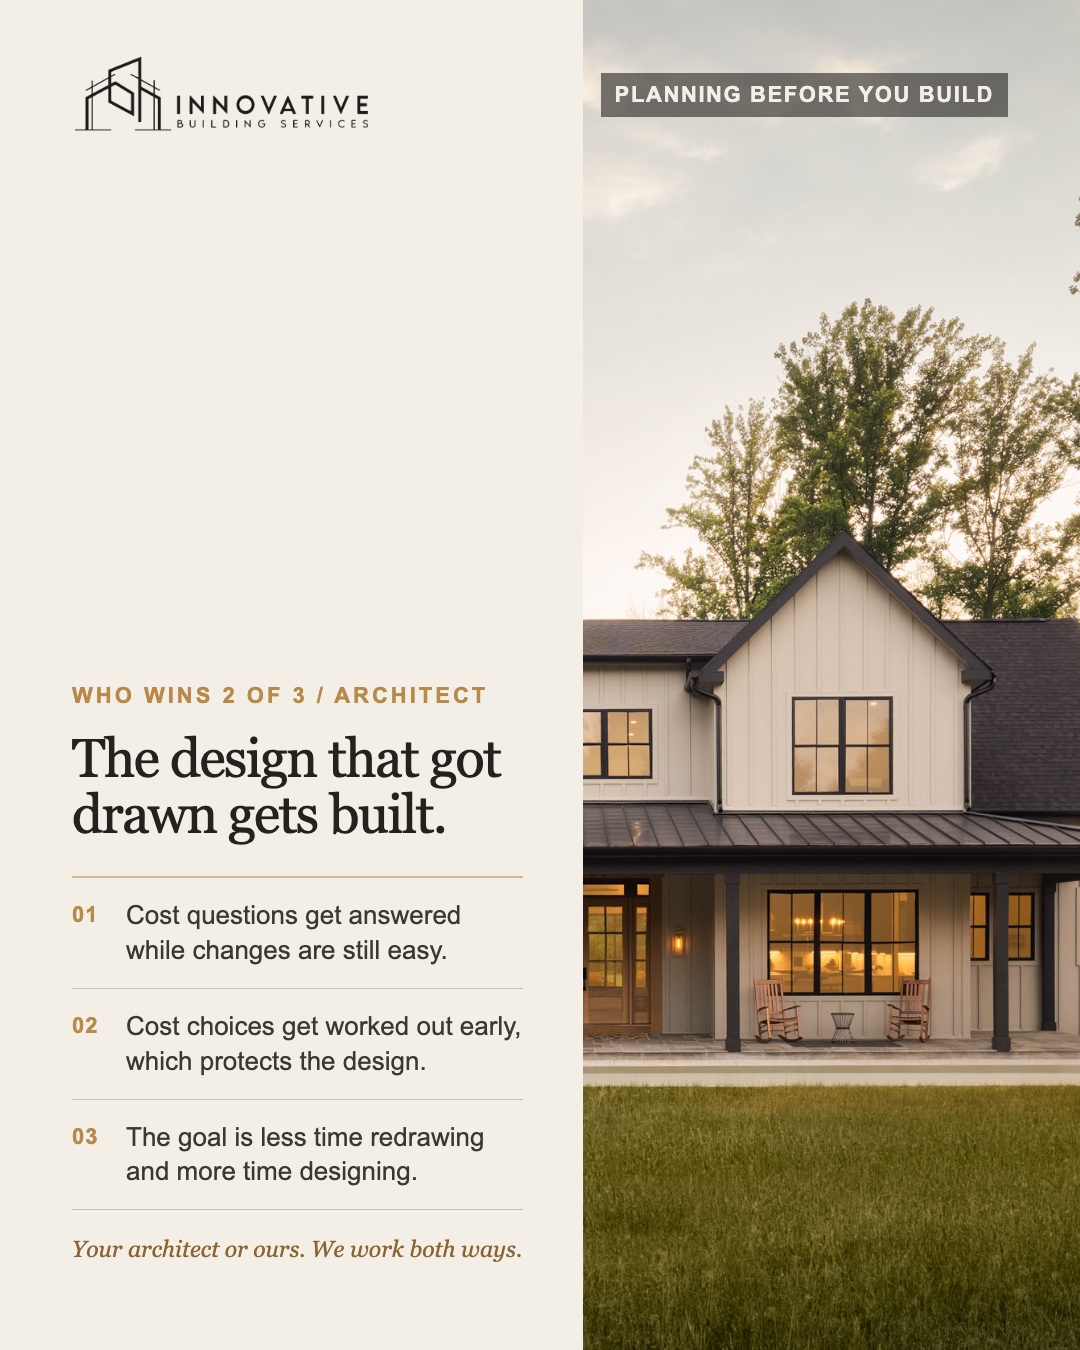 INNOVATIVE
BUILDING SERVICES
PLANNING BEFORE YOU BUILD
WHO WINS 2 OF 3 / ARCHITECT
The design that got
drawn gets built.
01 Cost questions get answered
while changes are still easy.
02 Cost choices get worked out early,
which protects the design.
03 The goal is less time redrawing
and more time designing.
Your architect or ours. We work both ways.